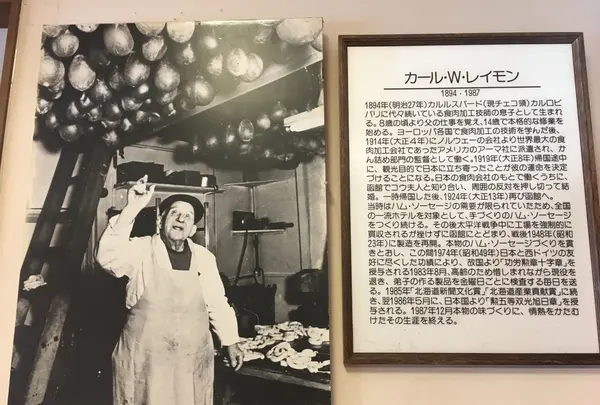 カール・W・レイモン
1894 - 1987
1894年(明治27年)カルルスバード(現チェコ領)カルロビ
バリに代々続いている食肉加工技師の息子として生まれ
る。8歳の頃より父の仕事を覚え、14歳で本格的な修業を
始める。ヨーロッパ各国で食肉加工の技術を学んだ後、
1914年(大正4年)にノルウェーの会社より世界最大の食
肉加工会社であったアメリカのアーマ社に派遣され、か
ん詰め部門の監督として働く。1919年(大正8年)帰国途中
に、観光目的で日本に立ち寄ったことが彼の運命を決定
づけることになる。日本の食肉会社のもとで働くうちに、
函館でコウ夫人と知り合い、周囲の反対を押し切って結
婚。一時帰国した後、1924年(大正13年)再び函館へ。
当時はハム・ソーセージの需要が限られていたため、全国
の一流ホテルを対象として、手づくりのハム・ソーセージ
をつくり続ける。その後太平洋戦争中に工場を強制的に
買収されるが挫けずに函館にとどまり、戦後1948年(昭和
23年)に製造を再開。本物のハム・ソーセージづくりを貫
きとおし、この間1974年(昭和49年)日本と西ドイツの友
好に尽くした功績により、故国より「功労勲章十字章」を
授与される1983年8月、高齢のため惜しまれながら現役を
退き、弟子の作る製品を金曜日ごとに検査する毎日を送
る。1985年「北海道新聞文化賞」、「北海道産業貢献賞」に続
き、翌1986年5月に、日本国より「勲五等双光旭日章」を授
与される。1987年12月本物の味づくりに、情熱をかたむ
けたその生涯を終える。